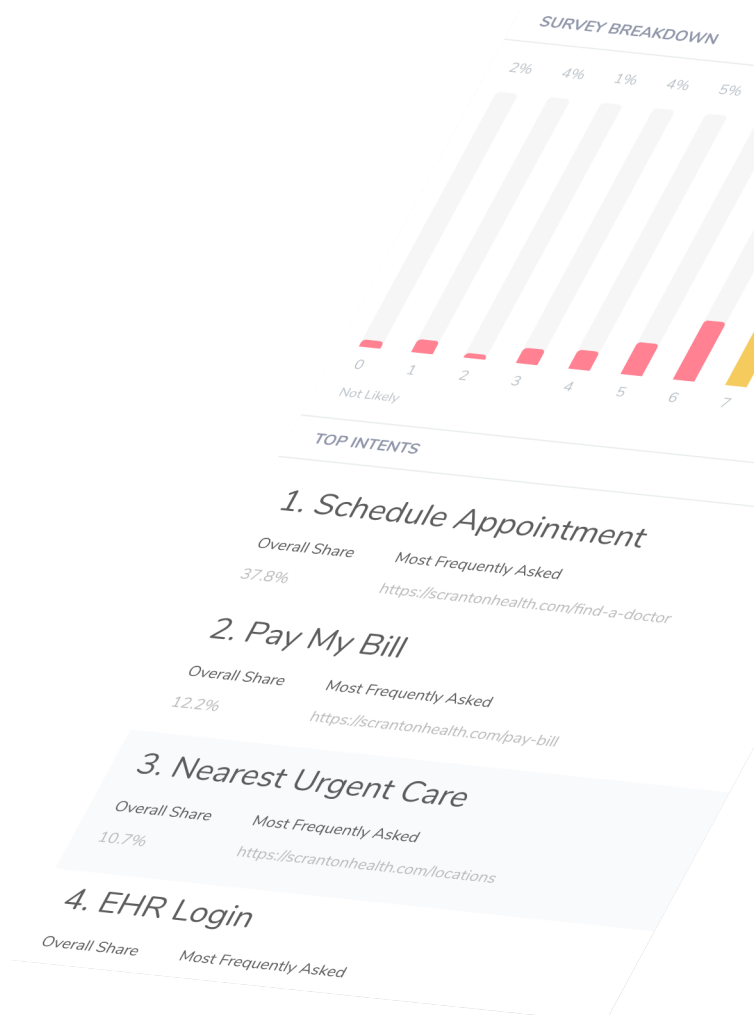 SURVEY BREAKDOWN
2% 4% 1% 4% 5%
0 1 2 3 4 5 6 7
Not Likely
TOP INTENTS
1. Schedule Appointment
Overall Share Most Frequently Asked
37.8% https://scrantonhealth.com/find-a-doctor
2. Pay My Bill
Overall Share Most Frequently Asked
12.2% https://scrantonhealth.com/pay-bill
3. Nearest Urgent Care
Overall Share Most Frequently Asked
10.7% https://scrantonhealth.com/locations
4. EHR Login
Overall Share Most Frequently Asked